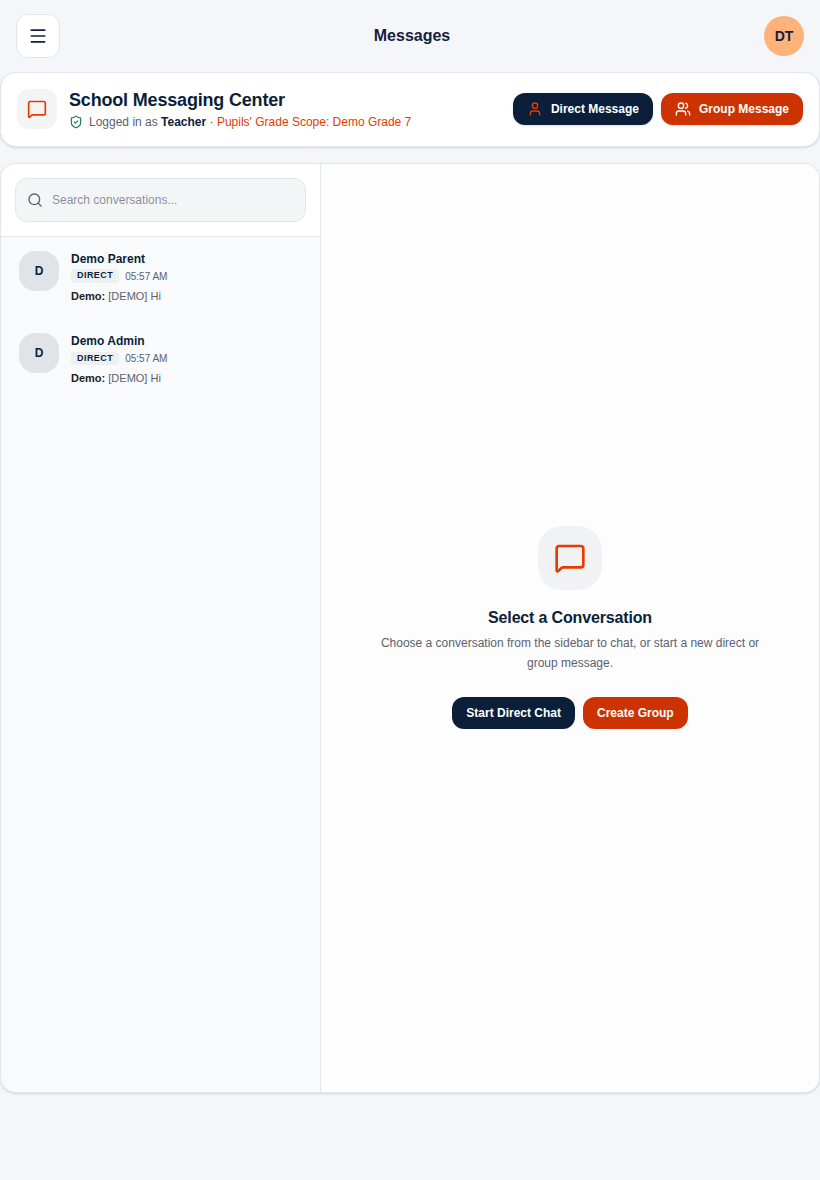 Messages
DT
School Messaging Center
Logged in as Teacher · Pupils' Grade Scope: Demo Grade 7
Direct Message
Group Message
Search conversations...
D
Demo Parent
DIRECT 05:57 AM
Demo: [DEMO] Hi
D
Demo Admin
DIRECT 05:57 AM
Demo: [DEMO] Hi
Select a Conversation
Choose a conversation from the sidebar to chat, or start a new direct or
group message.
Start Direct Chat
Create Group